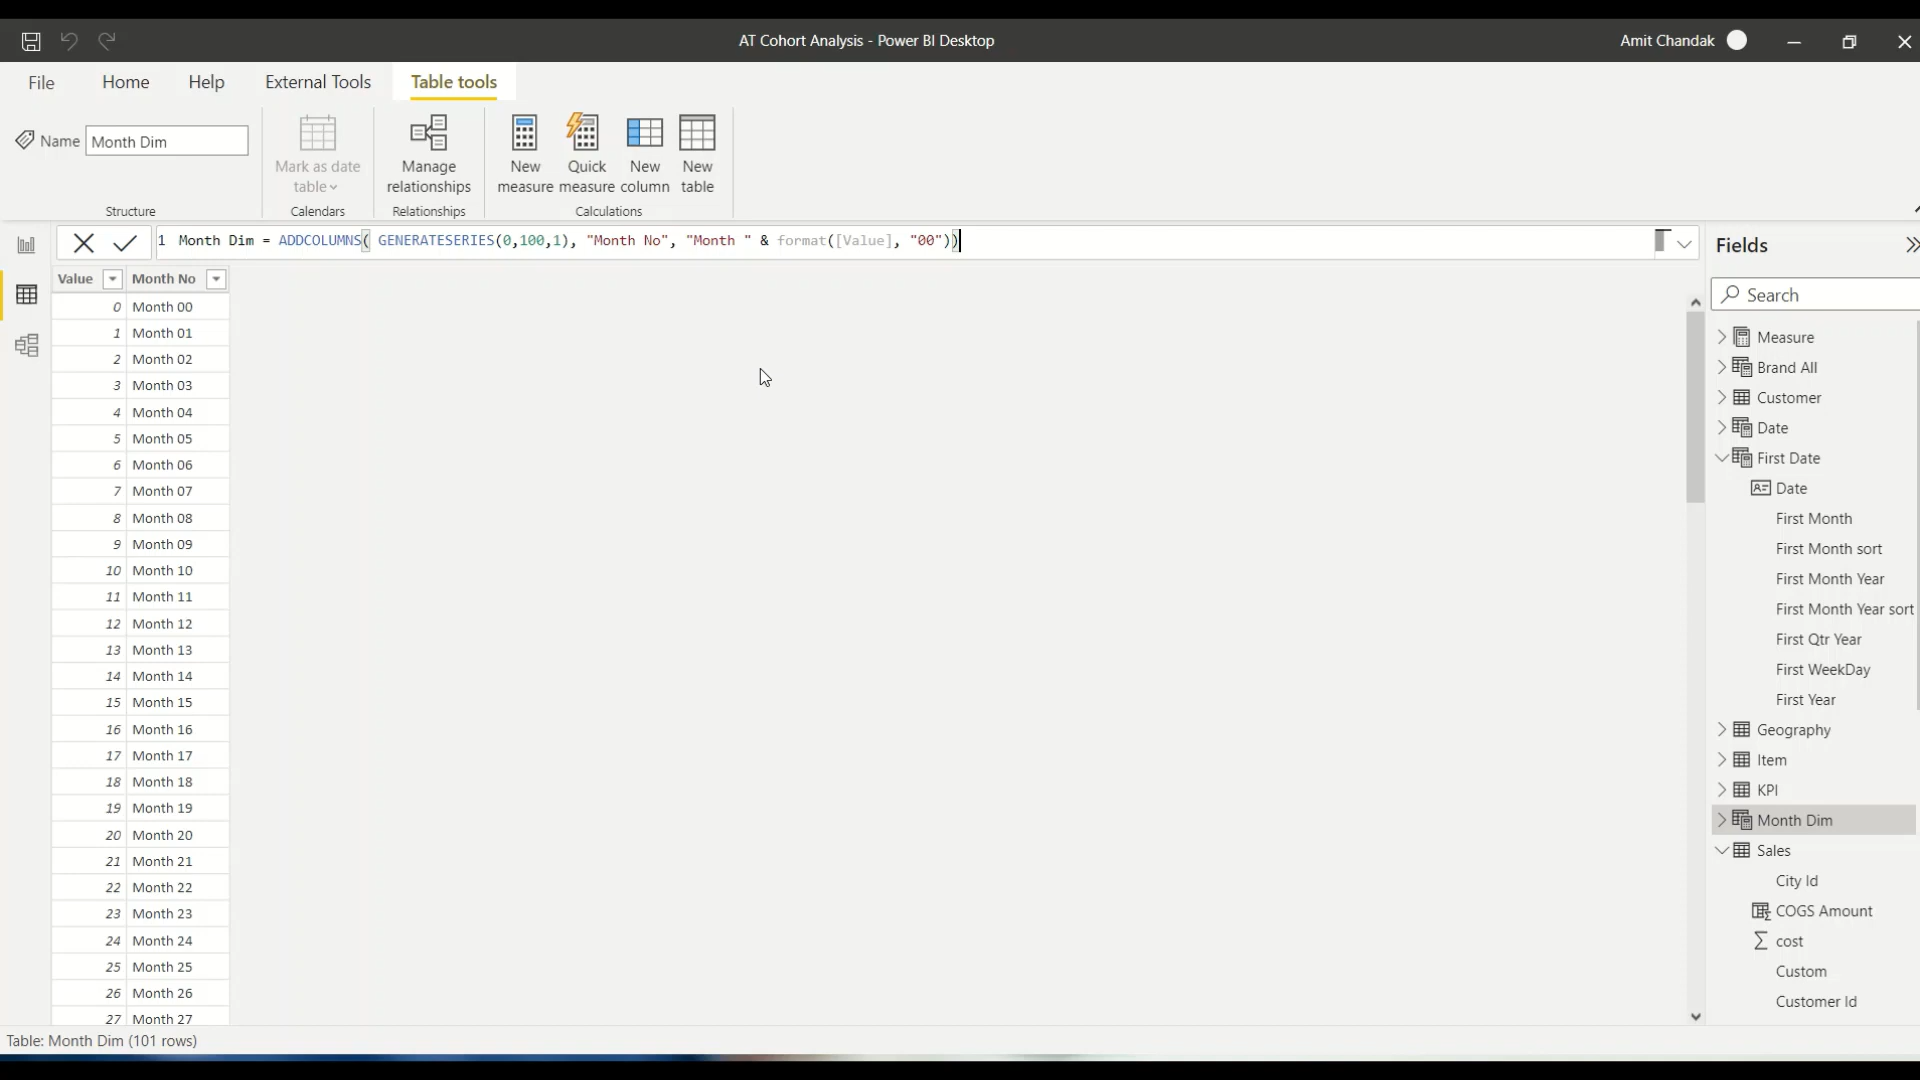 AT Cohort Analysis - Power BI Desktop
Amit Chandak
File Home Help External Tools Table tools
Name Month Dim
Mark as date table
Manage relationships
New measure
Quick measure
New column
New table
Structure Calendars Relationships Calculations
1 Month Dim = ADDCOLUMNS( GENERATESERIES(0,100,1), "Month No", "Month " & format([Value], "00"))
Value Month No
0 Month 00
1 Month 01
2 Month 02
3 Month 03
4 Month 04
5 Month 05
6 Month 06
7 Month 07
8 Month 08
9 Month 09
10 Month 10
11 Month 11
12 Month 12
13 Month 13
14 Month 14
15 Month 15
16 Month 16
17 Month 17
18 Month 18
19 Month 19
20 Month 20
21 Month 21
22 Month 22
23 Month 23
24 Month 24
25 Month 25
26 Month 26
27 Month 27
Table: Month Dim (101 rows)
Fields
Search
Measure
Brand All
Customer
Date
First Date
Date
First Month
First Month sort
First Month Year
First Month Year sort
First Qtr Year
First WeekDay
First Year
Geography
Item
KPI
Month Dim
Sales
City Id
COGS Amount
cost
Custom
Customer Id